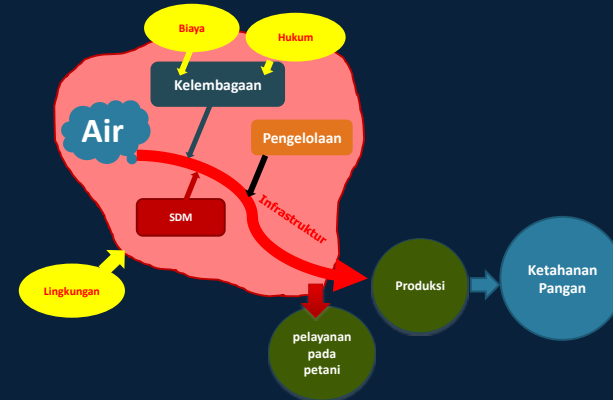 Biaya
Hukum
Kelembagaan
Air
Pengelolaan
SDM
Infrastruktur
Lingkungan
Produksi
Ketahanan
Pangan
pelayanan
pada
petani